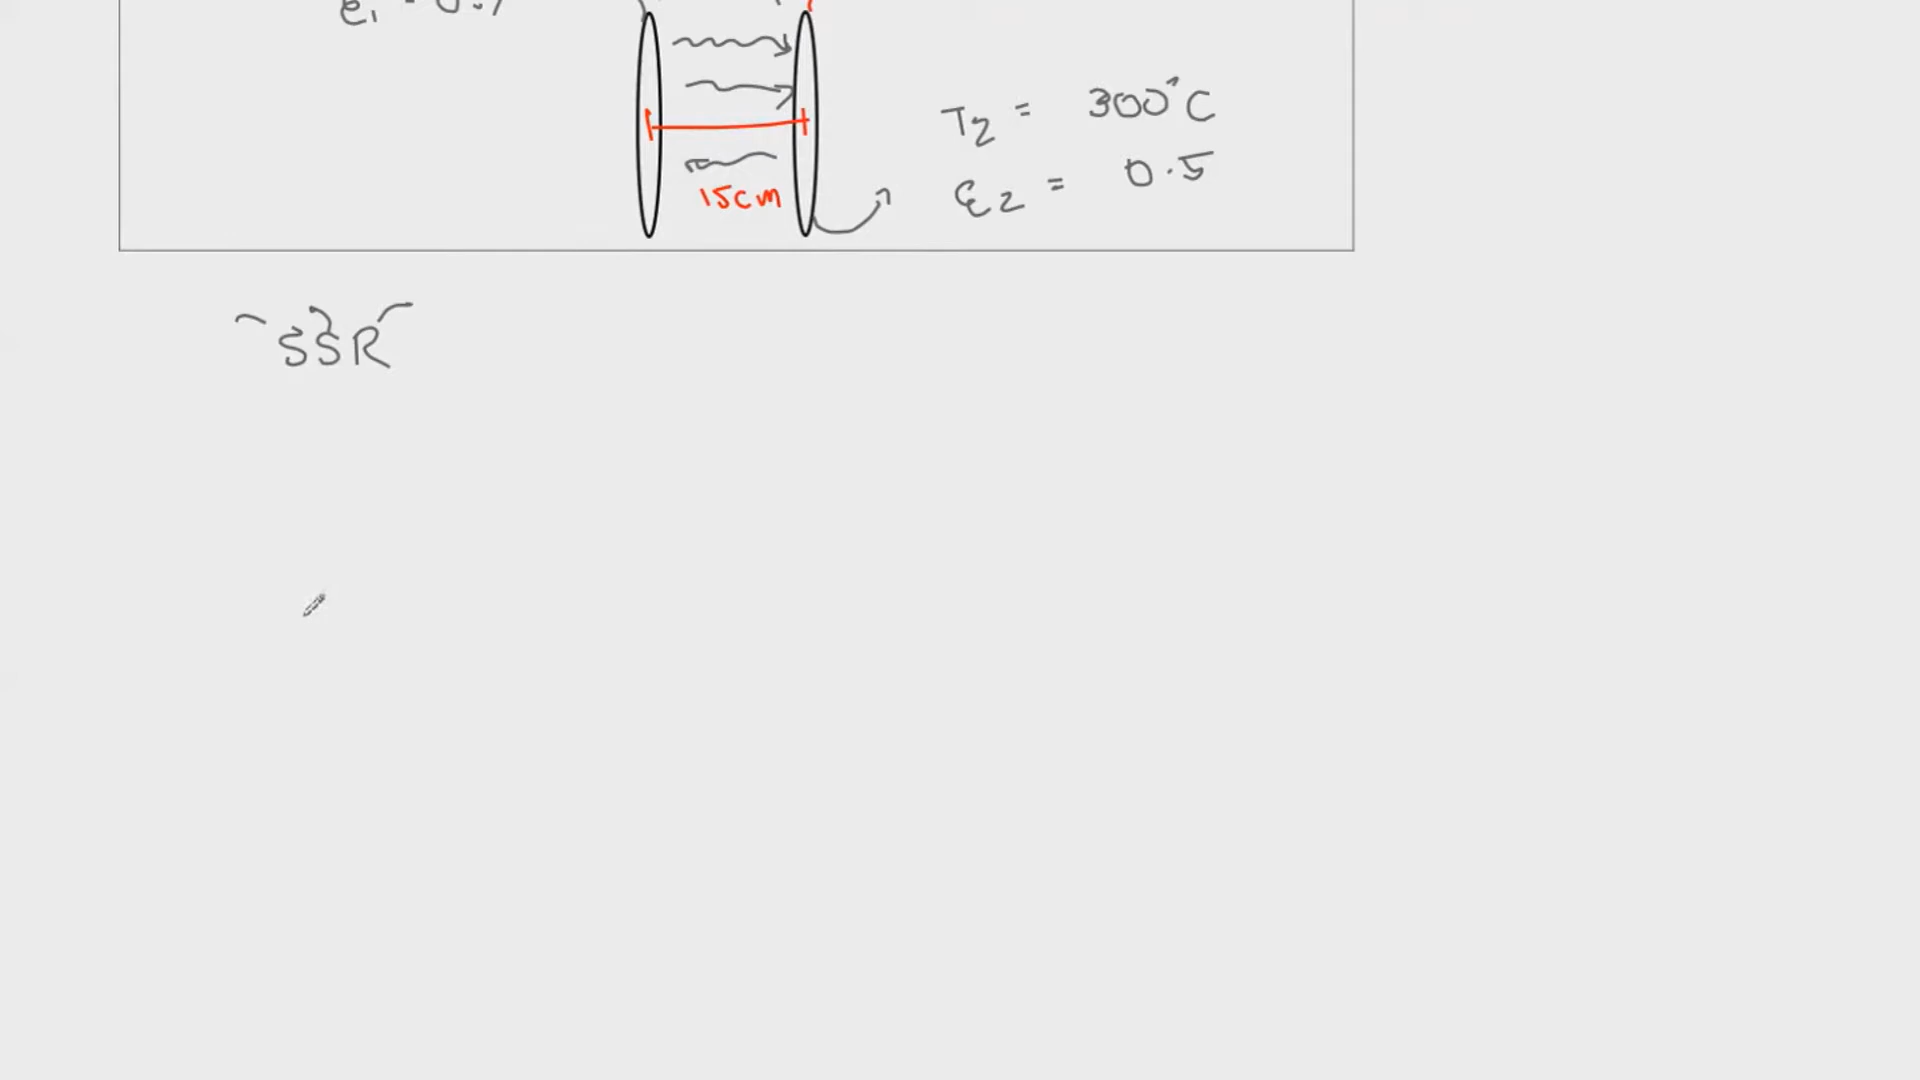 T₂ = 300°C
15cm
ε₂ = 0.5
SSR